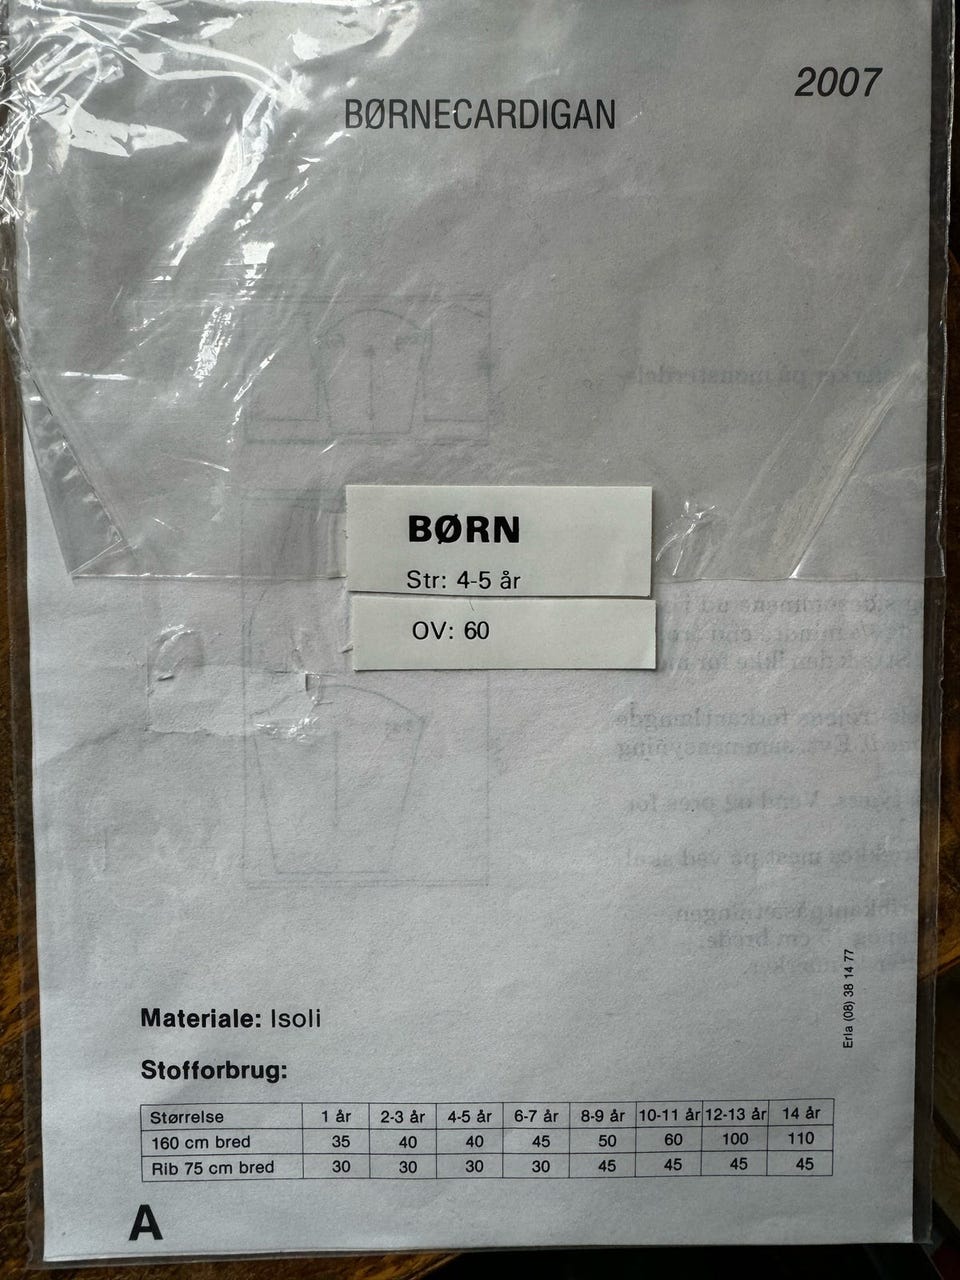 2007
BØRNECARDIGAN
BØRN
Str: 4-5 år
OV: 60
Erla (08) 38 14 77
Materiale: Isoli
Stofforbrug:
Størrelse 1 år 2-3 år 4-5 år 6-7 år 8-9 år 10-11 år 12-13 år 14 år
160 cm bred 35 40 40 45 50 60 100 110
Rib 75 cm bred 30 30 30 30 45 45 45 45
A